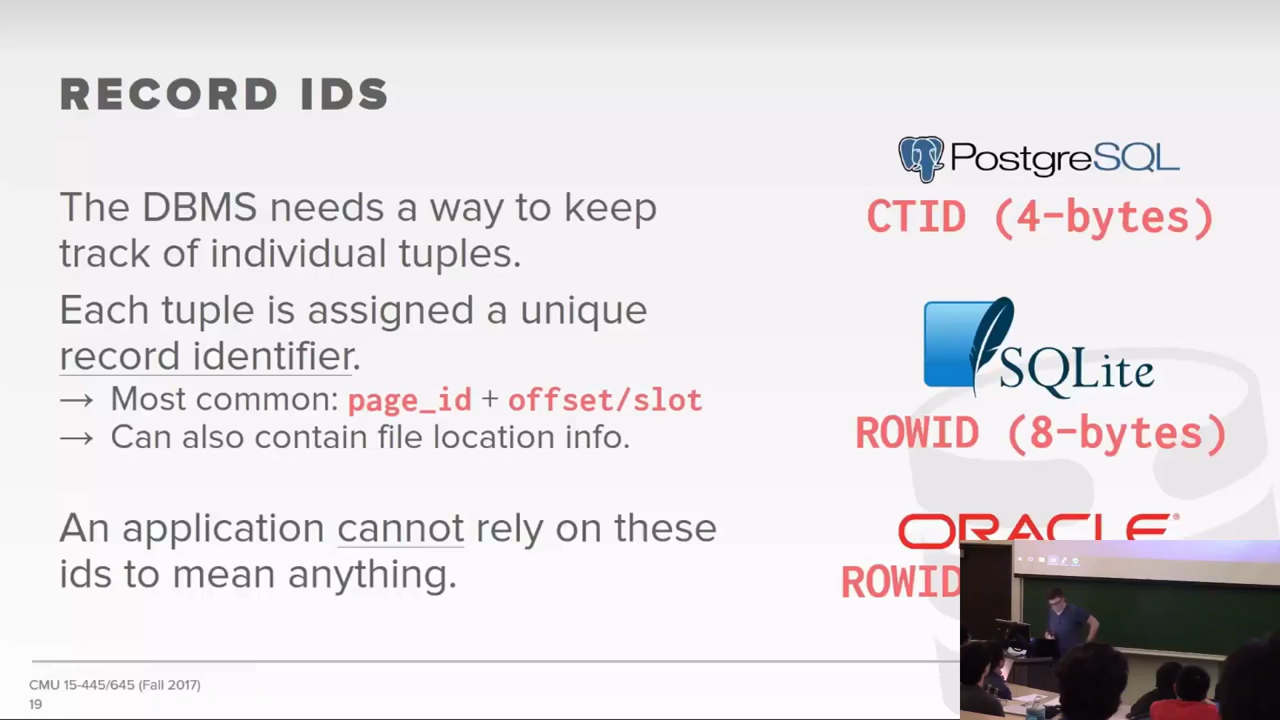 RECORD IDS
The DBMS needs a way to keep
track of individual tuples.
Each tuple is assigned a unique
record identifier.
→ Most common: page_id + offset/slot
→ Can also contain file location info.
An application cannot rely on these
ids to mean anything.
PostgreSQL
CTID (4-bytes)
SQLite
ROWID (8-bytes)
ORACLE®
ROWID
CMU 15-445/645 (Fall 2017)
19